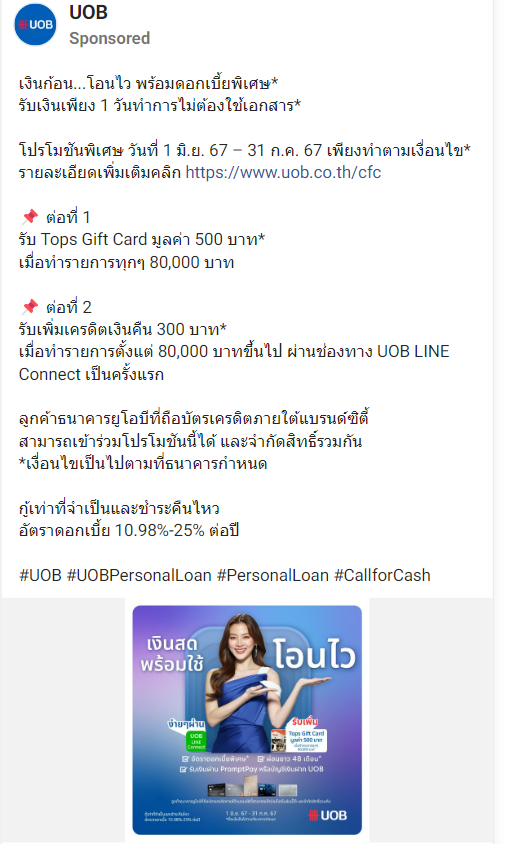 UOB
Sponsored
เงินก้อน...โอนไว พร้อมดอกเบี้ยพิเศษ*
รับเงินเพียง 1 วันทำการไม่ต้องใช้เอกสาร*
โปรโมชันพิเศษ วันที่ 1 มิ.ย. 67 – 31 ก.ค. 67 เพียงทำตามเงื่อนไข*
รายละเอียดเพิ่มเติมคลิก https://www.uob.co.th/cfc
📌 ต่อที่ 1
รับ Tops Gift Card มูลค่า 500 บาท*
เมื่อทำรายการทุกๆ 80,000 บาท
📌 ต่อที่ 2
รับเพิ่มเครดิตเงินคืน 300 บาท*
เมื่อทำรายการตั้งแต่ 80,000 บาทขึ้นไป ผ่านช่องทาง UOB LINE
Connect เป็นครั้งแรก
ลูกค้าธนาคารยูโอบีที่ถือบัตรเครดิตภายใต้แบรนด์ซิตี้
สามารถเข้าร่วมโปรโมชันนี้ได้ และจำกัดสิทธิ์รวมกัน
*เงื่อนไขเป็นไปตามที่ธนาคารกำหนด
กู้เท่าที่จำเป็นและชำระคืนไหว
อัตราดอกเบี้ย 10.98%-25% ต่อปี
#UOB #UOBPersonalLoan #PersonalLoan #CallforCash
เงินสด
พร้อมใช้
โอนไว
ง่ายๆผ่าน
UOB
LINE
Connect
รับเพิ่ม
Tops Gift Card
มูลค่า 500 บาท
อัตราดอกเบี้ยพิเศษ* ผ่อนยาว 48 เดือน*
รับเงินผ่าน PromptPay หรือบัญชีเงินฝาก UOB
1 มิ.ย. 67 - 31 ก.ค. 67
UOB